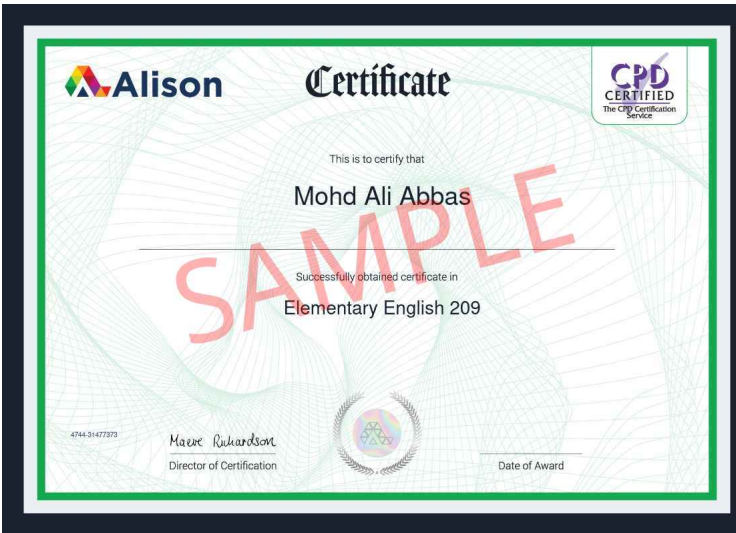 Alison
Certificate
CPD
CERTIFIED
The CPD Certification
Service
This is to certify that
Mohd Ali Abbas
SAMPLE
Successfully obtained certificate in
Elementary English 209
4744-31477373
Maeve Richardson
Director of Certification
Date of Award